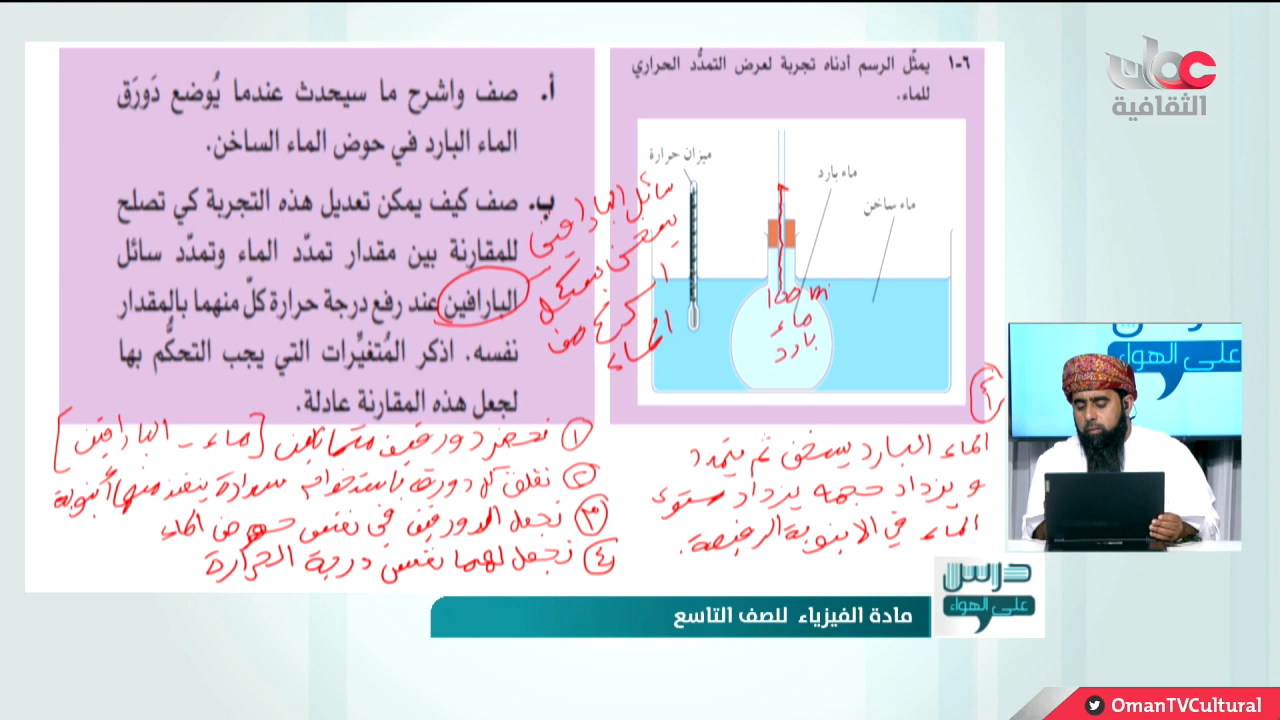 عمان
الثقافية
٦-١ يمثِّل الرسم أدناه تجربة لعرض التمدُّد الحراري
للماء.
ميزان حرارة
ماء بارد
ماء ساخن
100 ml
ماء
بارد
أ. صف واشرح ما سيحدث عندما يُوضع دَورَق
الماء البارد في حوض الماء الساخن.
ب. صف كيف يمكن تعديل هذه التجربة كي تصلح
للمقارنة بين مقدار تمدّد الماء وتمدّد سائل
البارافين عند رفع درجة حرارة كلّ منهما بالمقدار
نفسه. اذكر المُتغيِّرات التي يجب التحكُّم بها
لجعل هذه المقارنة عادلة.
سائل البارافين
بشكل
اسرع من
الماء
أ
الماء البارد يسخن ثم يتمدد
و يزداد حجمه يزداد مستوى
الماء في الانبوبة الرفيعة.
١ نحضر دورقين متماثلين [ماء - البارافين]
٢ نغلق كل دورق باستخدام سدادة ينفذ منها أنبوبة
٣ نجعل الدورقين في نفس حوض الماء
٤ نجعل لهما نفس درجة الحرارة
على الهواء
درس
على الهواء
مادة الفيزياء للصف التاسع
OmanTVCultural